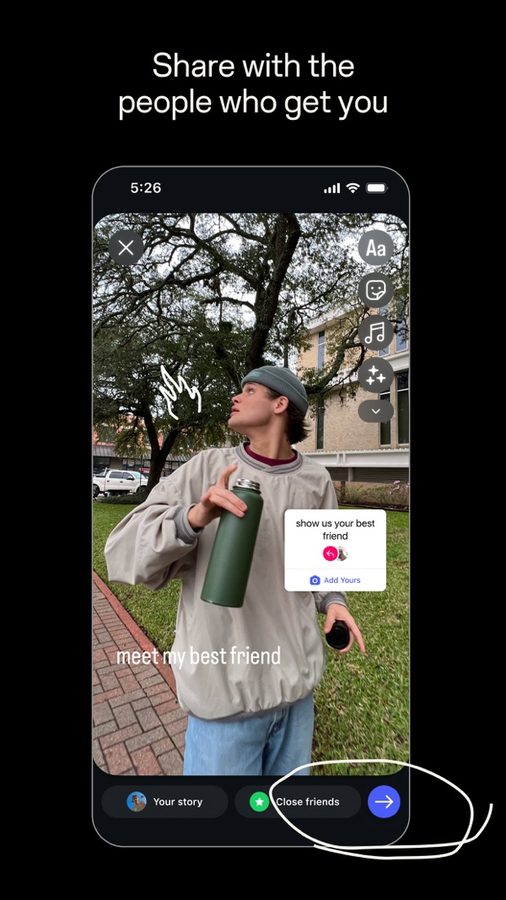 Share with the
people who get you
5:26
Aa
show us your best
friend
Add Yours
meet my best friend
Your story
Close friends